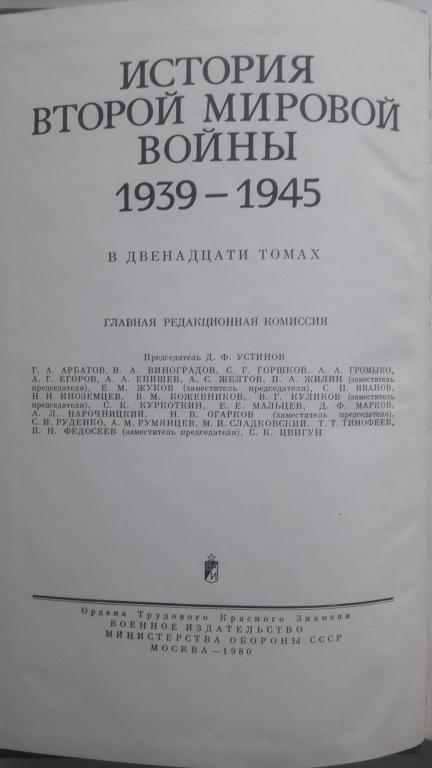 ИСТОРИЯ
ВТОРОЙ МИРОВОЙ
ВОЙНЫ
1939 – 1945
В ДВЕНАДЦАТИ ТОМАХ
ГЛАВНАЯ РЕДАКЦИОННАЯ КОМИССИЯ
Председатель Д. Ф. УСТИНОВ
Г. А. АРБАТОВ, В. А. ВИНОГРАДОВ, С. Г. ГОРШКОВ, А. А. ГРОМЫКО,
А. Г. ЕГОРОВ, А. А. ЕПИШЕВ, А. С. ЖЕЛТОВ, П. А. ЖИЛИН (заместитель
председателя), Е. М. ЖУКОВ (заместитель председателя), С. П. ИВАНОВ,
Н. Н. ИНОЗЕМЦЕВ, В. М. КОЖЕВНИКОВ, В. Г. КУЛИКОВ (заместитель
председателя), С. К. КУРКОТКИН, Е. Е. МАЛЬЦЕВ, Д. Ф. МАРКОВ,
А. Л. НАРОЧНИЦКИЙ, Н. В. ОГАРКОВ (заместитель председателя),
С. И. РУДЕНКО, А. М. РУМЯНЦЕВ, М. И. СЛАДКОВСКИЙ, Т. Т. ТИМОФЕЕВ,
П. Н. ФЕДОСЕЕВ (заместитель председателя), С. К. ЦВИГУН
ВИ
Ордена Трудового Красного Знамени
ВОЕННОЕ ИЗДАТЕЛЬСТВО
МИНИСТЕРСТВА ОБОРОНЫ СССР
МОСКВА — 1980